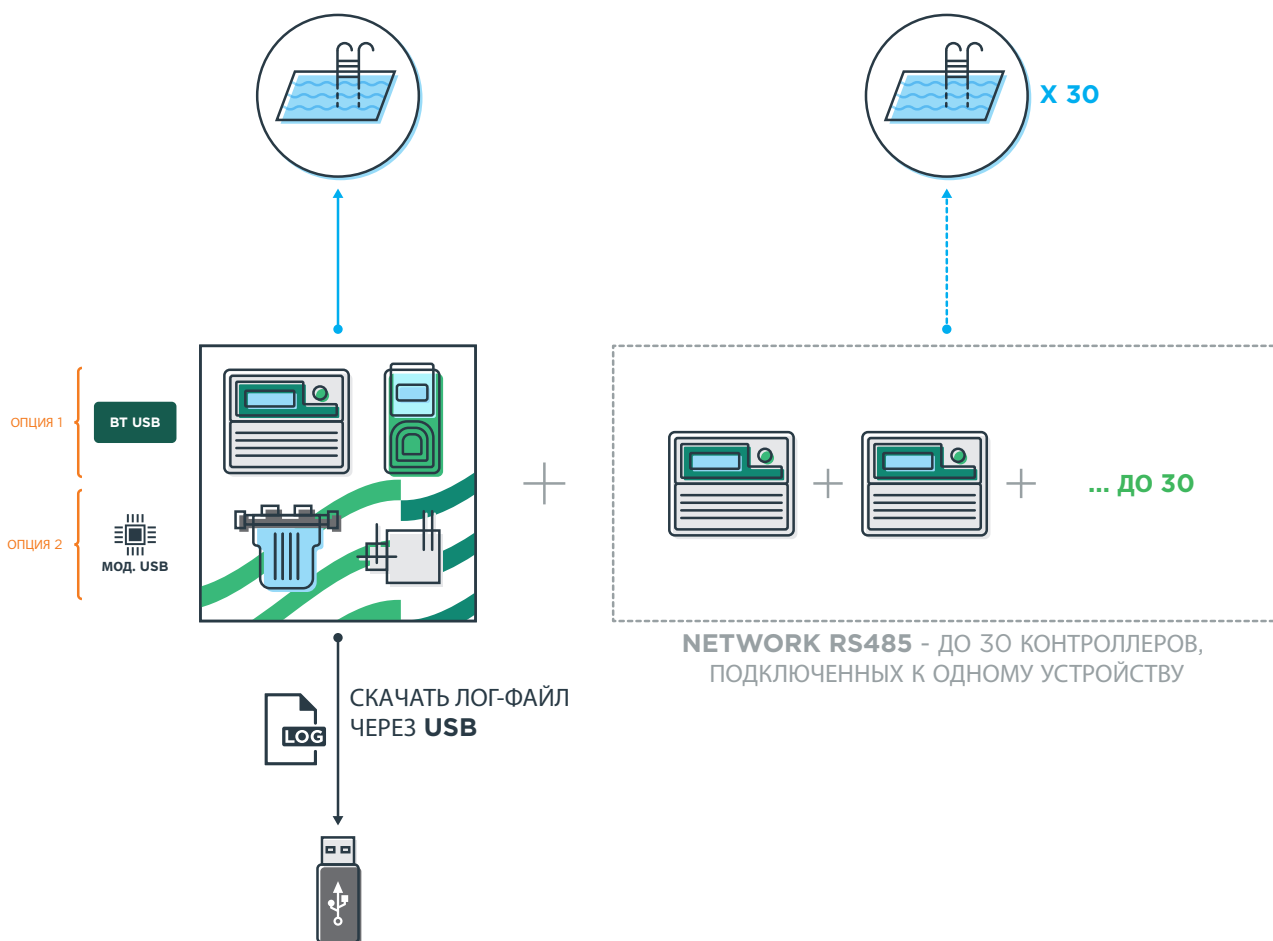 X 30
ОПЦИЯ 1
BT USB
... ДО 30
ОПЦИЯ 2
МОД. USB
NETWORK RS485 - ДО 30 КОНТРОЛЛЕРОВ,
ПОДКЛЮЧЕННЫХ К ОДНОМУ УСТРОЙСТВУ
СКАЧАТЬ ЛОГ-ФАЙЛ
ЧЕРЕЗ USB
LOG